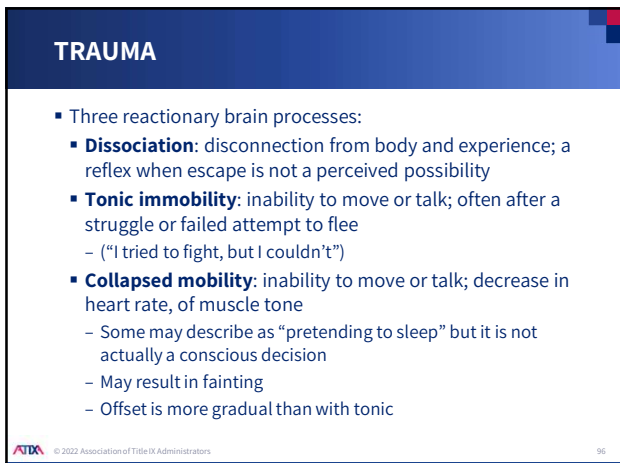 TRAUMA
▪ Three reactionary brain processes:
▪ Dissociation: disconnection from body and experience; a
reflex when escape is not a perceived possibility
▪ Tonic immobility: inability to move or talk; often after a
struggle or failed attempt to flee
– (“I tried to fight, but I couldn’t”)
▪ Collapsed mobility: inability to move or talk; decrease in
heart rate, of muscle tone
– Some may describe as “pretending to sleep” but it is not
actually a conscious decision
– May result in fainting
– Offset is more gradual than with tonic
ATIXA © 2022 Association of Title IX Administrators 96